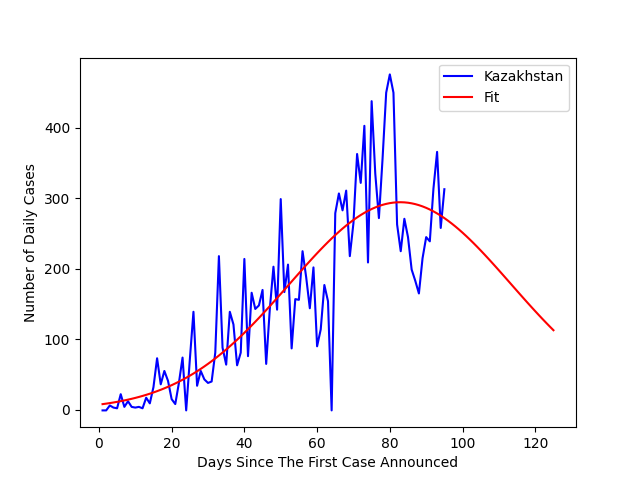 Kazakhstan
Fit
Number of Daily Cases
400
300
200
100
0
0 20 40 60 80 100 120
Days Since The First Case Announced